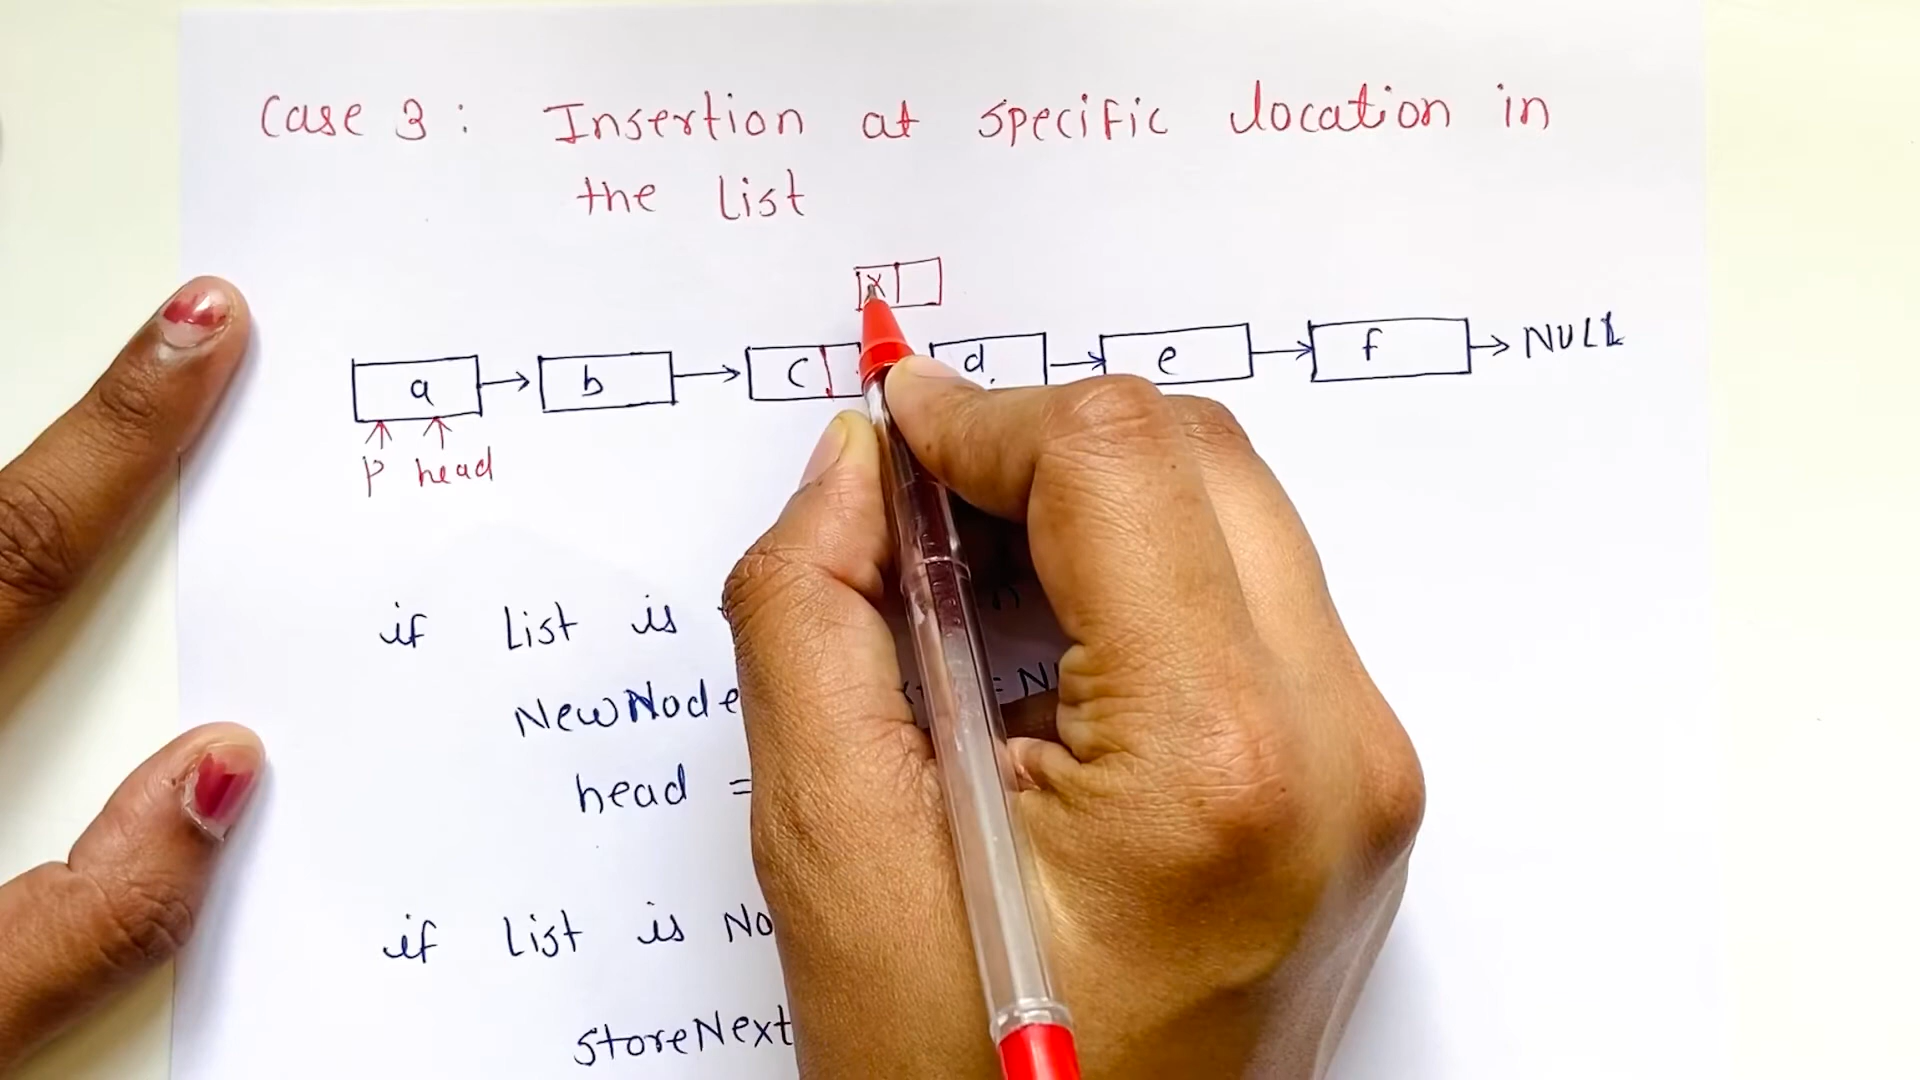 Case 3 : Insertion at specific location in
the List
x
a b c d e f NULL
p head
if List is
NewNode
head =
if List is No
storeNext